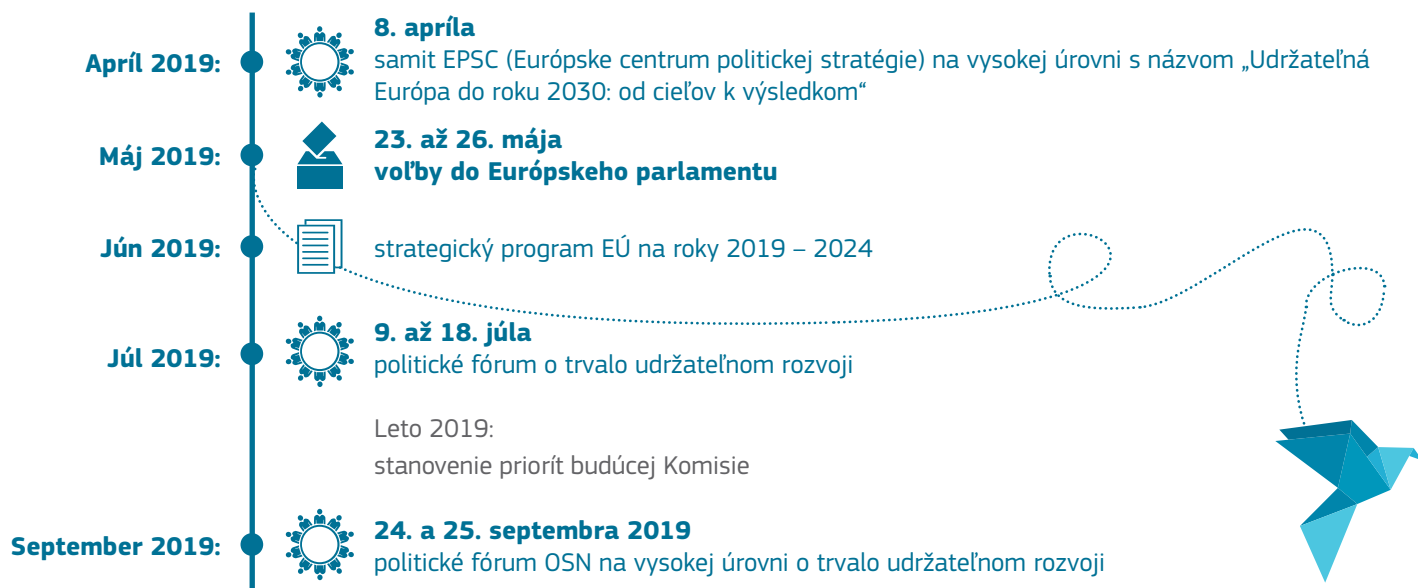 Apríl 2019:
8. apríla
samit EPSC (Európske centrum politickej stratégie) na vysokej úrovni s názvom „Udržateľná
Európa do roku 2030: od cieľov k výsledkom“
Máj 2019:
23. až 26. mája
voľby do Európskeho parlamentu
Jún 2019:
strategický program EÚ na roky 2019 – 2024
Júl 2019:
9. až 18. júla
politické fórum o trvalo udržateľnom rozvoji
Leto 2019:
stanovenie priorít budúcej Komisie
September 2019:
24. a 25. septembra 2019
politické fórum OSN na vysokej úrovni o trvalo udržateľnom rozvoji